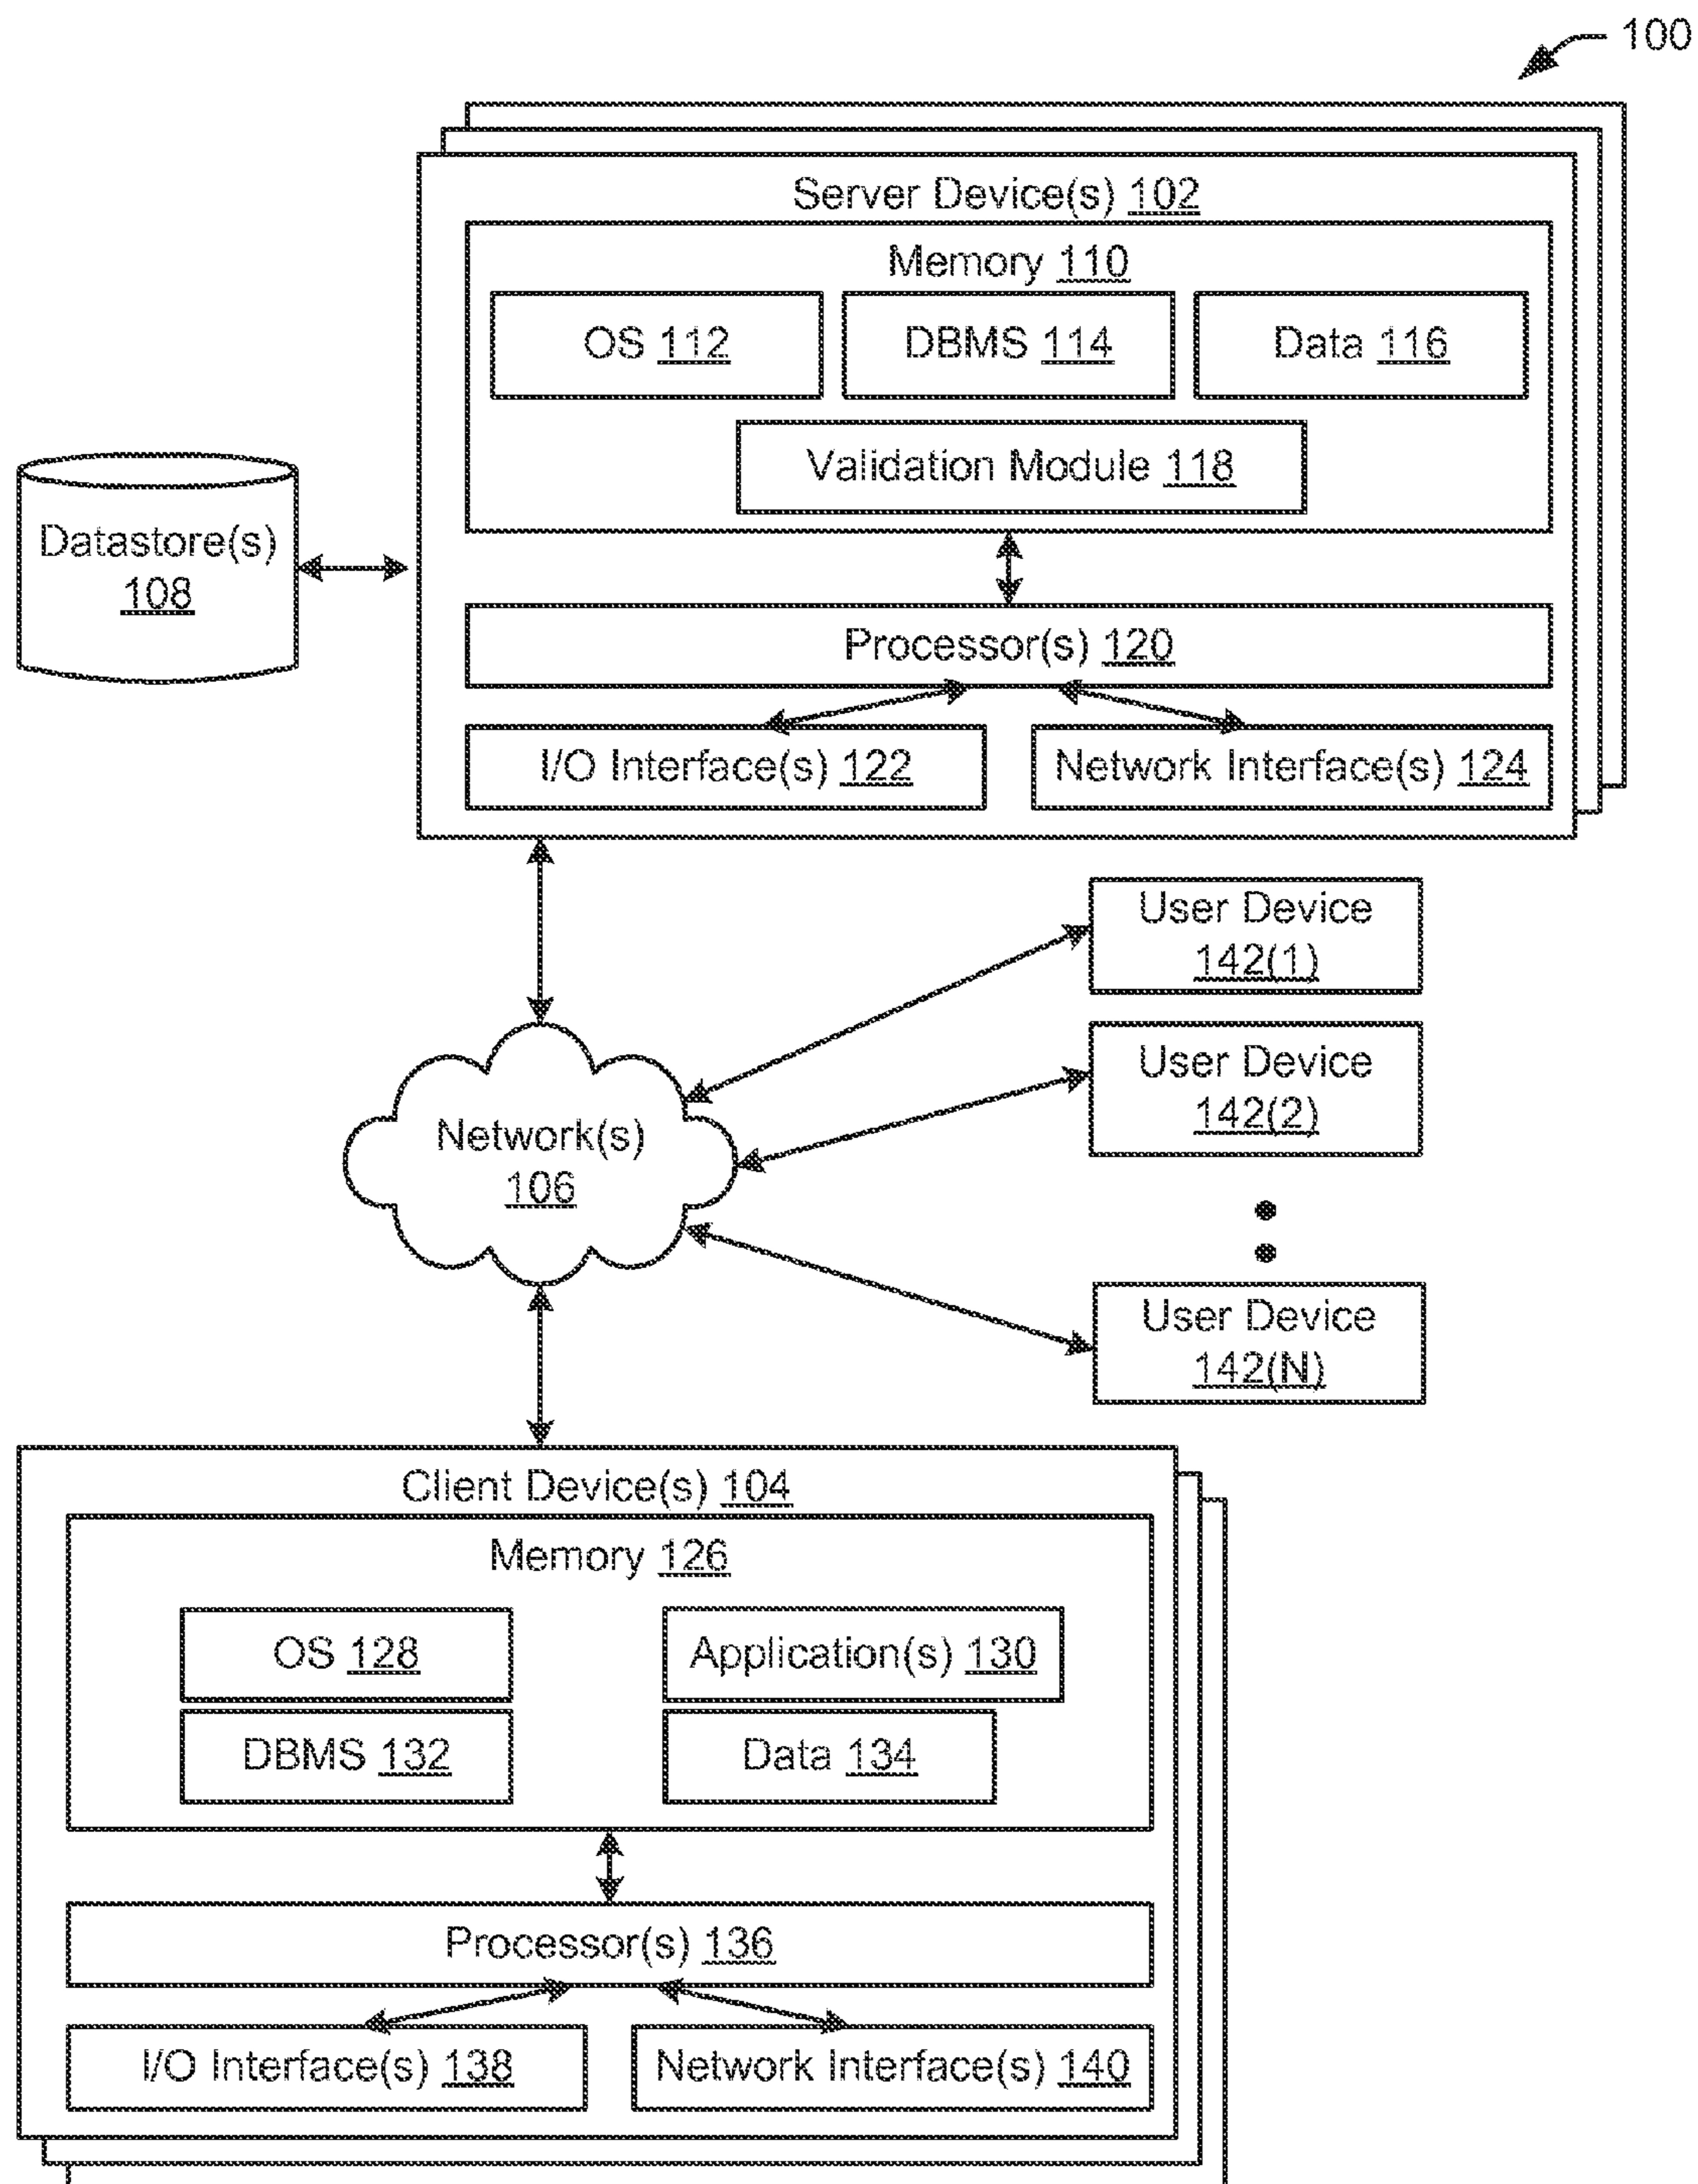 100
Server Device(s) 102
Memory 110
OS 112
DBMS 114
Data 116
Validation Module 118
Datastore(s)
108
Processor(s) 120
I/O Interface(s) 122
Network Interface(s) 124
User Device
142(1)
User Device
142(2)
Network(s)
106
User Device
142(N)
Client Device(s) 104
Memory 126
OS 128
Application(s) 130
DBMS 132
Data 134
Processor(s) 136
I/O Interface(s) 138
Network Interface(s) 140